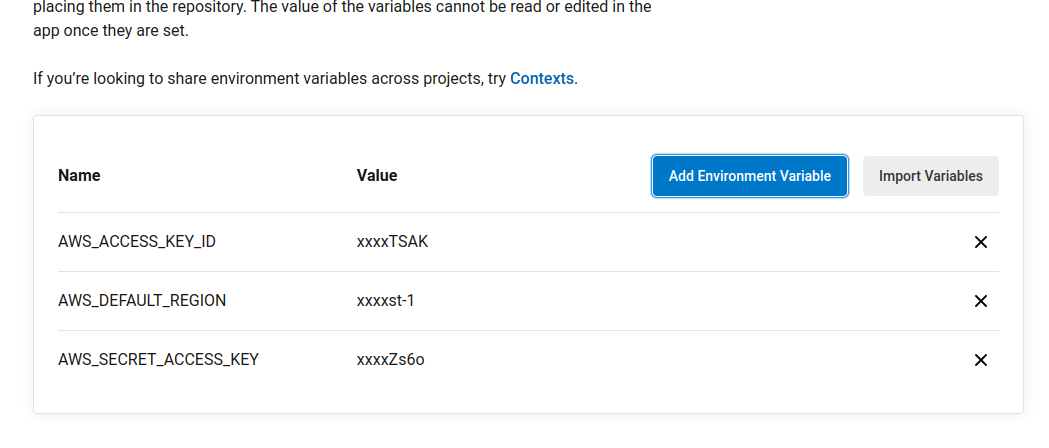 placing them in the repository. The value of the variables cannot be read or edited in the
app once they are set.
If you’re looking to share environment variables across projects, try Contexts.
Name Value Add Environment Variable Import Variables
AWS_ACCESS_KEY_ID xxxxTSAK
AWS_DEFAULT_REGION xxxxst-1
AWS_SECRET_ACCESS_KEY xxxxZs6o